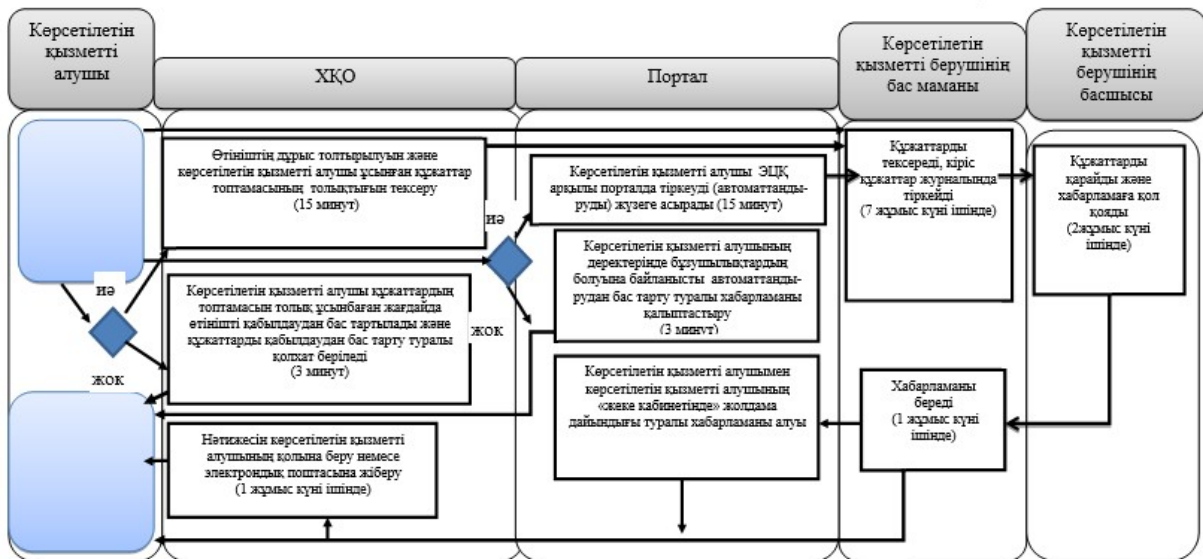 Көрсетілетін
қызметті
алушы
ХҚО
Портал
Көрсетілетін
қызметті берушінің
бас маманы
Көрсетілетін
қызметті
берушінің
басшысы
Өтініштің дұрыс толтырылуын және
көрсетілетін қызметті алушы ұсынған құжаттар
топтамасының толықтығын тексеру
(15 минут)
Көрсетілетін қызметті алушы ЭЦҚ
арқылы порталда тіркеуді (автоматтанды-
руды) жүзеге асырады (15 минут)
Құжаттарды
тексереді, кіріс
құжаттар журналында
тіркейді
(7 жұмыс күні ішінде)
Құжаттарды
қарайды және
хабарламаға қол
қояды
(2жұмыс күні
ішінде)
иә
иә
Көрсетілетін қызметті алушының
деректерінде бұзушылықтардың
болуына байланысты автоматтанды-
рудан бас тарту туралы хабарламаны
қалыптастыру
(3 минут)
Көрсетілетін қызметті алушы құжаттардың
топтамасын толық ұсынбаған жағдайда
өтінішті қабылдаудан бас тартылады және
құжаттарды қабылдаудан бас тарту туралы
қолхат беріледі
(3 минут)
жок
жок
Көрсетілетін қызметті алушымен
көрсетілетін қызметті алушының
«жеке кабинетінде» жолдама
дайындығы туралы хабарламаны алуы
Хабарламаны
береді
(1 жұмыс күні
ішінде)
Нәтижесін көрсетілетін қызметті
алушының қолына беру немесе
электрондық поштасына жіберу
(1 жұмыс күні ішінде)